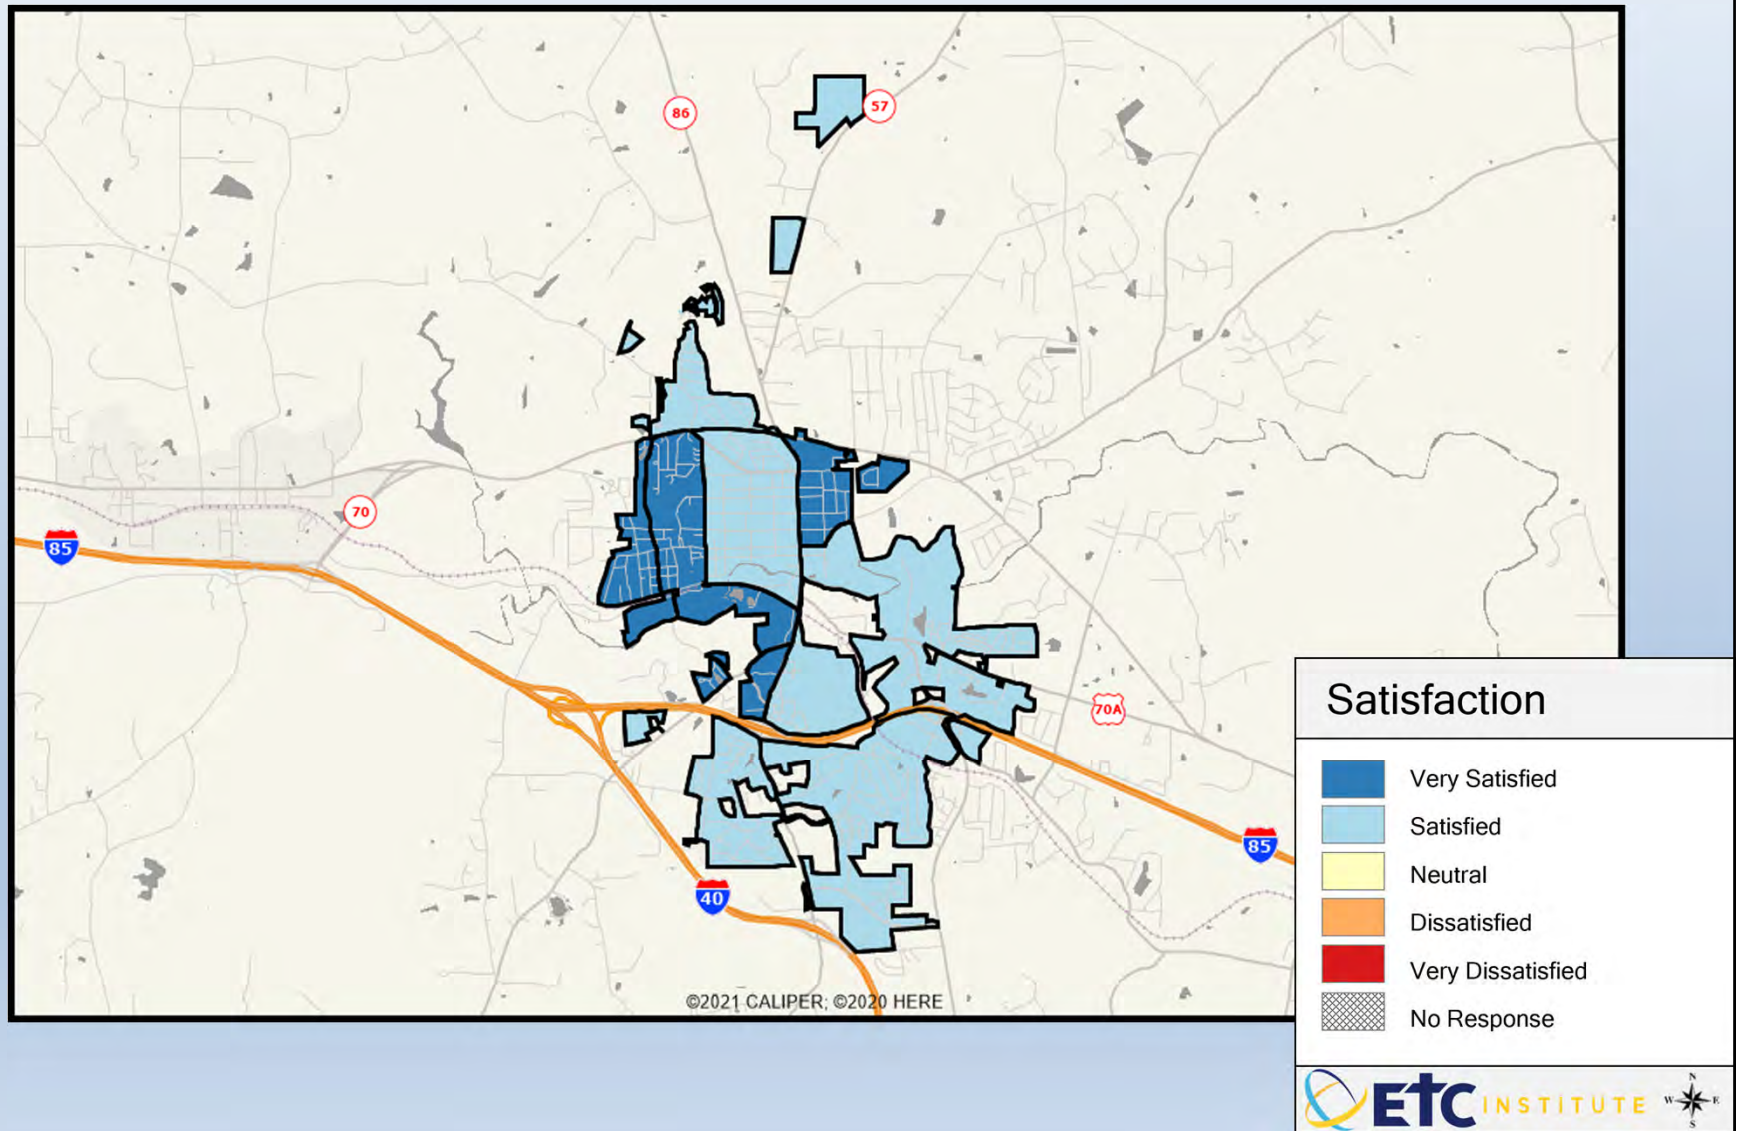 86
57
70
85
70A
Satisfaction
Very Satisfied
Satisfied
Neutral
85
Dissatisfied
40
Very Dissatisfied
©2021 CALIPER; ©2020 HERE
No Response
ETC INSTITUTE
N
W E
S